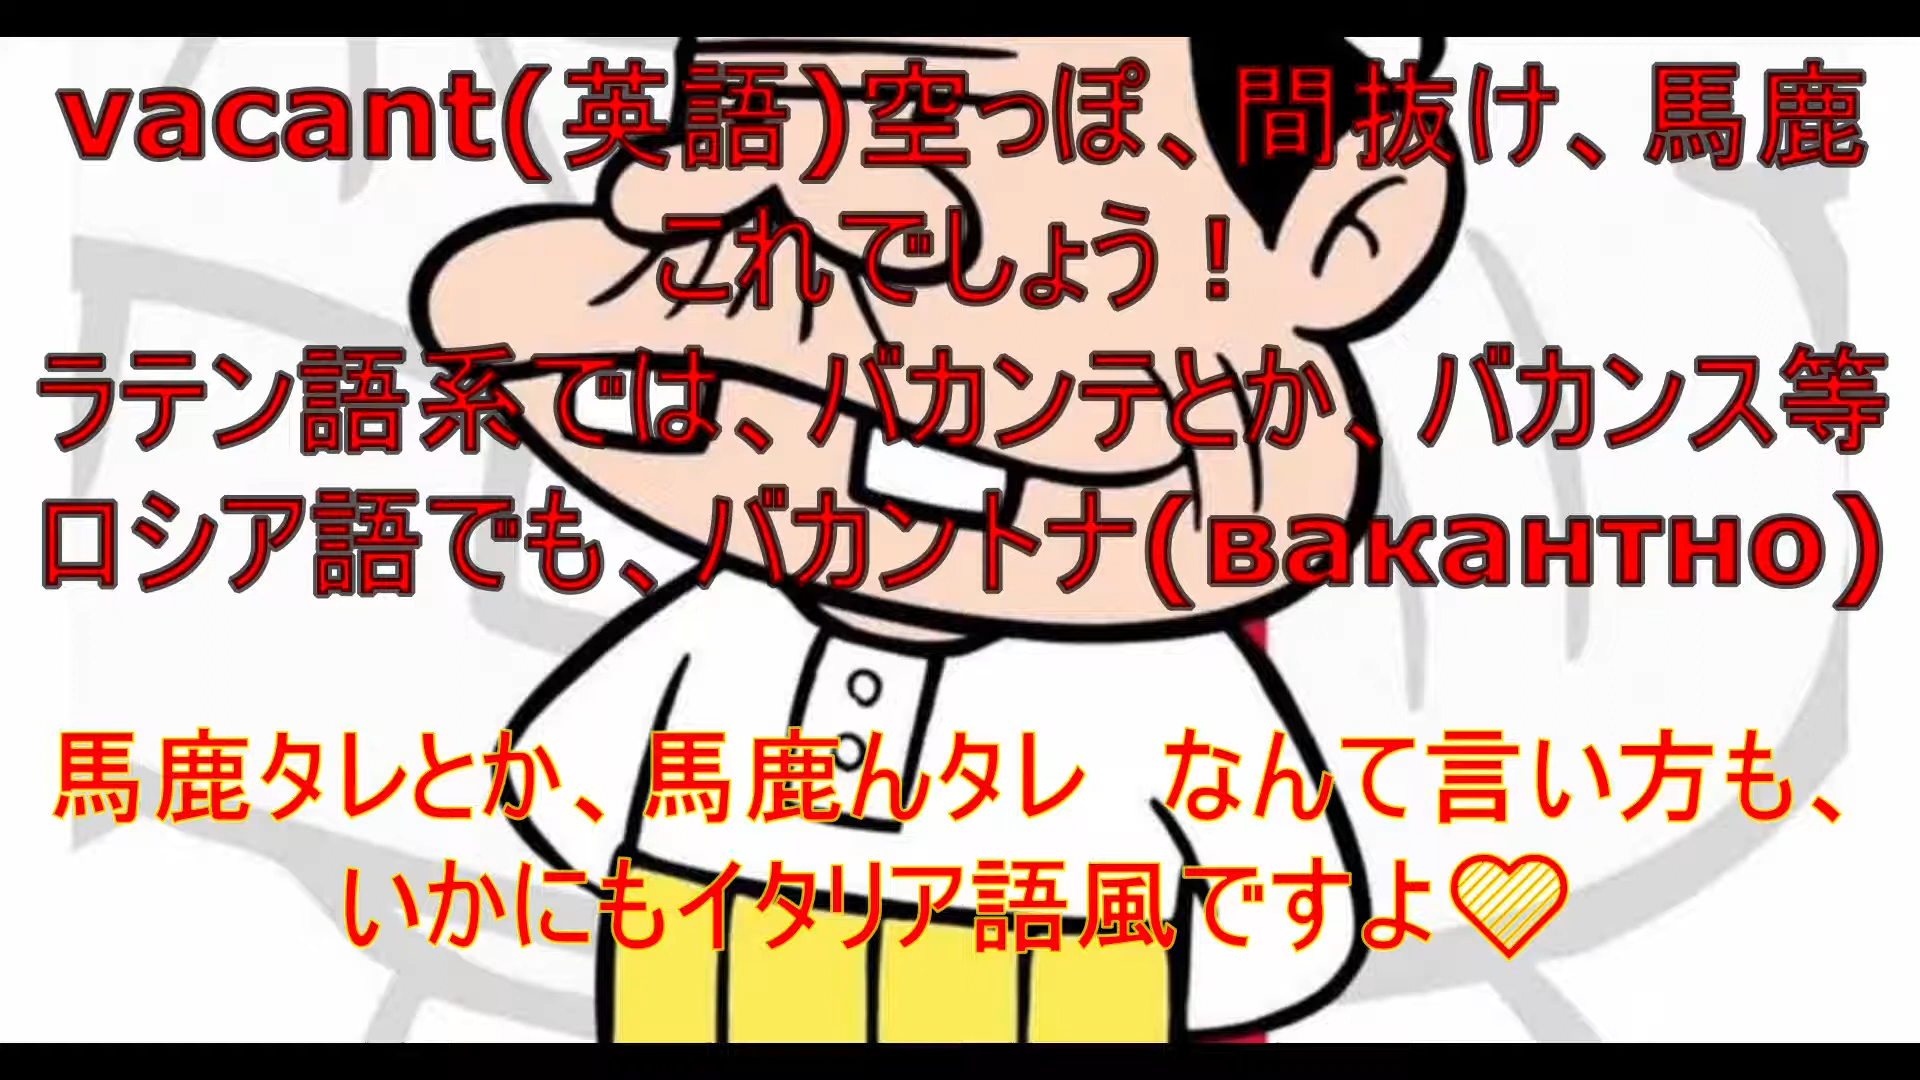 vacant(英語)空っぽ、間抜け、馬鹿
これでしょう！
ラテン語系では、バカンテとか、バカンス等
ロシア語でも、バカントナ(вакантно)
馬鹿タレとか、馬鹿んタレ　なんて言い方も、
いかにもイタリア語風ですよ♡